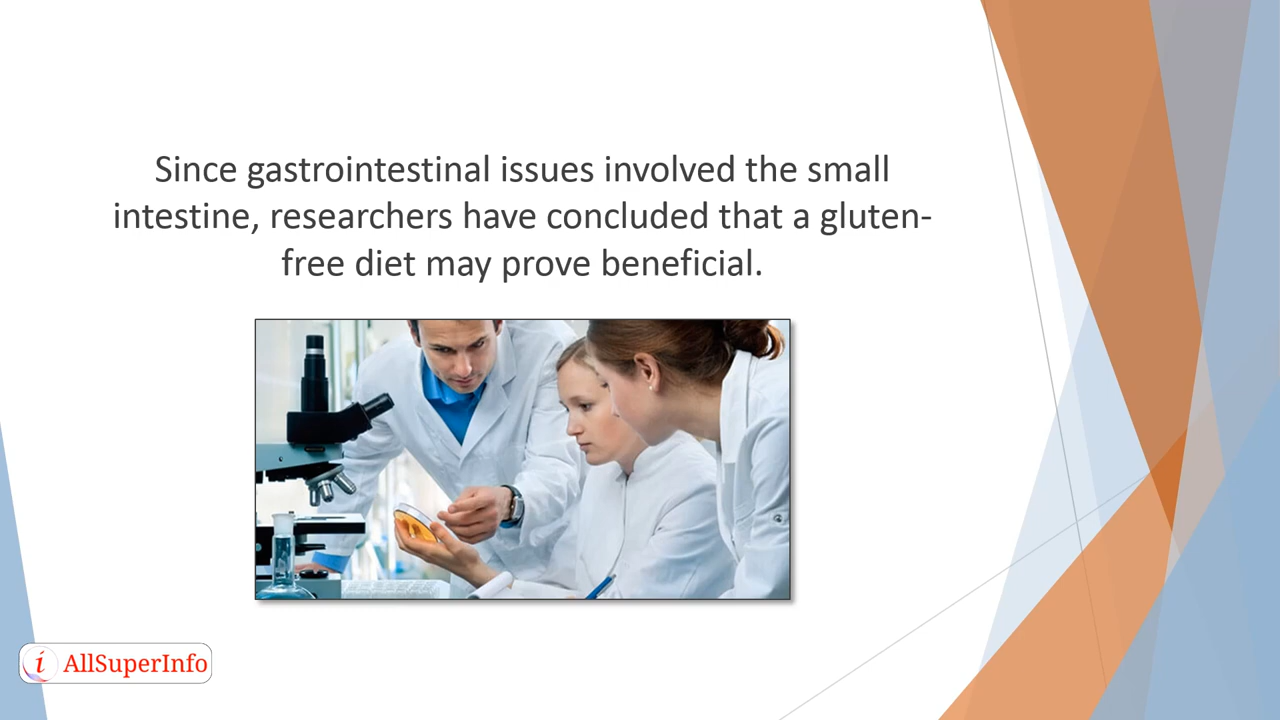 Since gastrointestinal issues involved the small
intestine, researchers have concluded that a gluten-
free diet may prove beneficial.
i AllSuperInfo